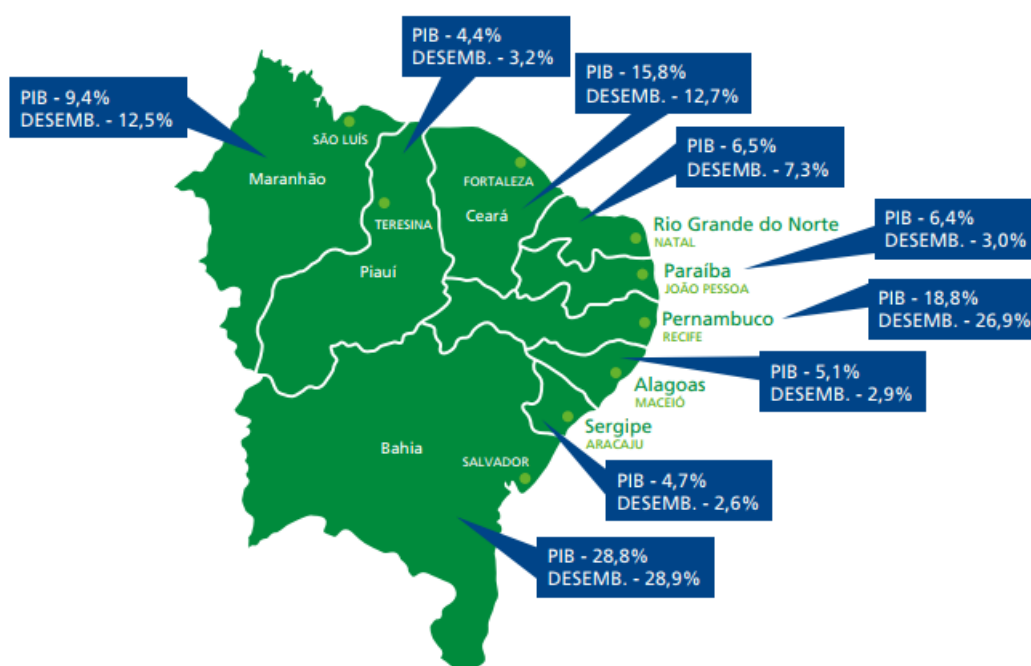 PIB - 4,4%
DESEMB. - 3,2%
PIB - 15,8%
DESEMB. - 12,7%
PIB - 9,4%
DESEMB. - 12,5%
PIB - 6,5%
DESEMB. - 7,3%
SÃO LUÍS
Maranhão
FORTALEZA
Ceará
TERESINA
Piauí
Rio Grande do Norte
NATAL
PIB - 6,4%
DESEMB. - 3,0%
Paraíba
JOÃO PESSOA
PIB - 18,8%
DESEMB. - 26,9%
Pernambuco
RECIFE
PIB - 5,1%
DESEMB. - 2,9%
Alagoas
MACEIÓ
Sergipe
ARACAJU
Bahia
SALVADOR
PIB - 4,7%
DESEMB. - 2,6%
PIB - 28,8%
DESEMB. - 28,9%